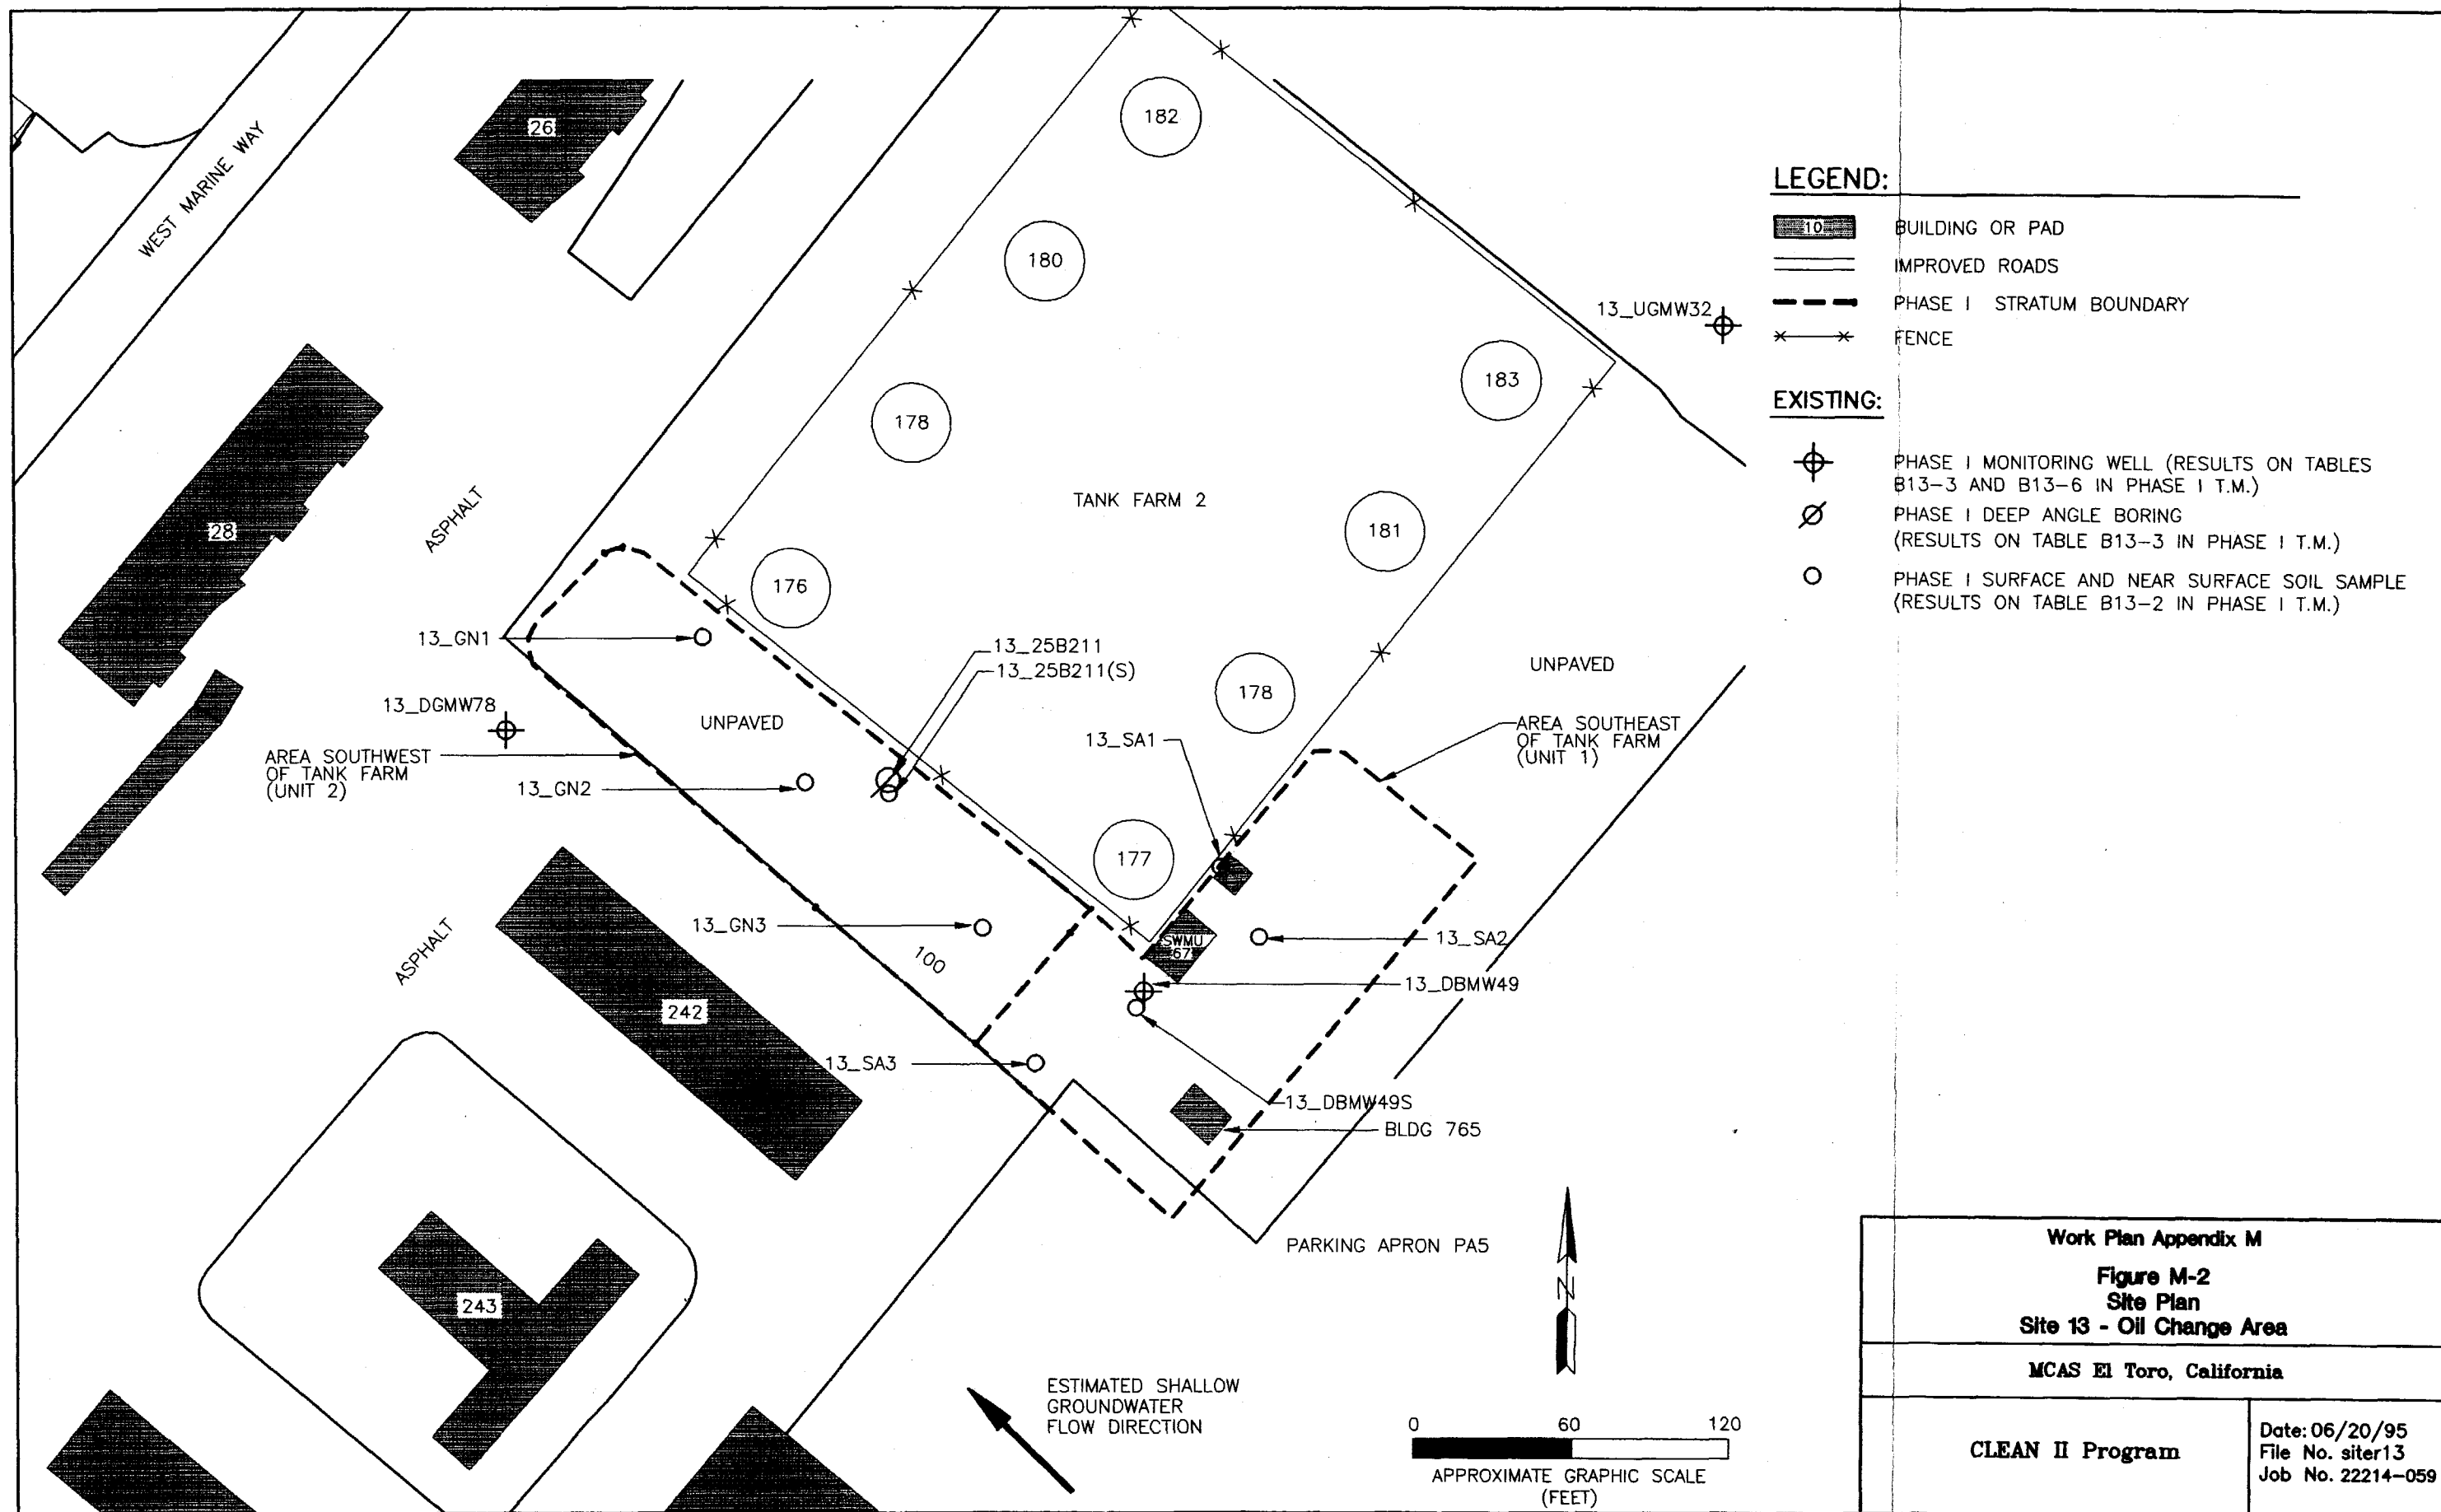 26
WEST MARINE WAY
182
180
178
28
ASPHALT
TANK FARM 2
13_UGMW32
183
181
176
13_GN1
13_25B211
13_25B211(S)
UNPAVED
178
13_DGMW78
UNPAVED
AREA SOUTHWEST
OF TANK FARM
(UNIT 2)
13_GN2
13_SA1
AREA SOUTHEAST
OF TANK FARM
(UNIT 1)
177
13_GN3
100
SWMU
67
13_SA2
13_DBMW49
ASPHALT
242
13_SA3
13_DBMW49S
BLDG 765
PARKING APRON PA5
243
N
ESTIMATED SHALLOW
GROUNDWATER
FLOW DIRECTION
0 60 120
APPROXIMATE GRAPHIC SCALE
(FEET)
LEGEND:
10 BUILDING OR PAD
IMPROVED ROADS
PHASE I STRATUM BOUNDARY
FENCE
EXISTING:
PHASE I MONITORING WELL (RESULTS ON TABLES
B13-3 AND B13-6 IN PHASE I T.M.)
PHASE I DEEP ANGLE BORING
(RESULTS ON TABLE B13-3 IN PHASE I T.M.)
PHASE I SURFACE AND NEAR SURFACE SOIL SAMPLE
(RESULTS ON TABLE B13-2 IN PHASE I T.M.)
Work Plan Appendix M
Figure M-2
Site Plan
Site 13 - Oil Change Area
MCAS El Toro, California
CLEAN II Program
Date: 06/20/95
File No. siter13
Job No. 22214-059